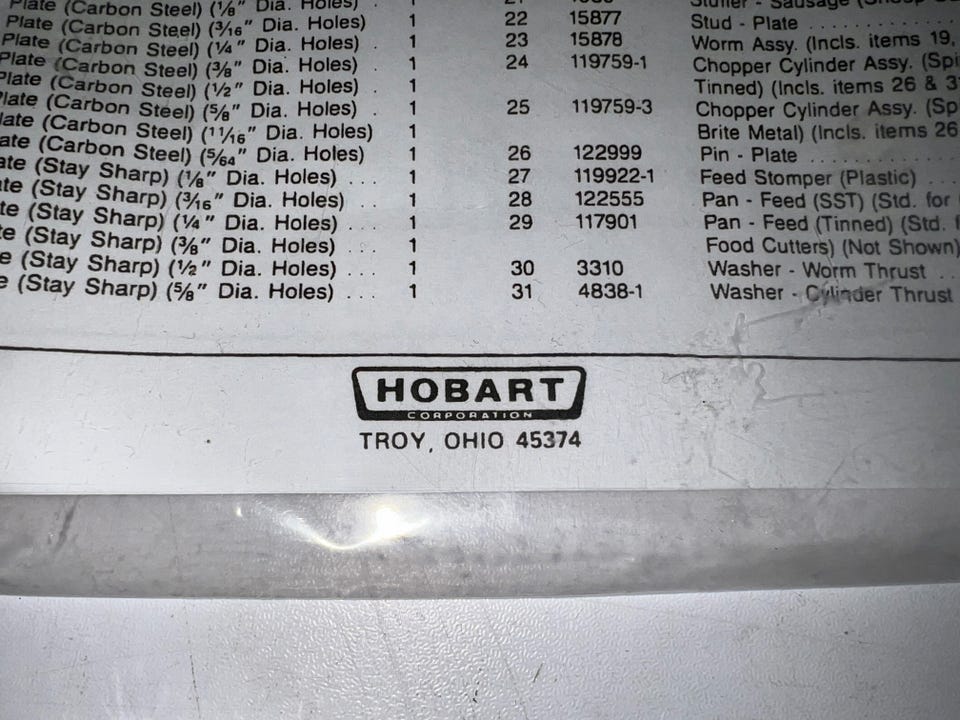 Plate (Carbon Steel) (⅛" Dia. Holes) Stuffer - Sausage
Plate (Carbon Steel) (3/16" Dia. Holes) . 1 22 15877 Stud - Plate ..........
Plate (Carbon Steel) (¼" Dia. Holes) . 1 23 15878 Worm Assy. (Incls. items 19,
Plate (Carbon Steel) (⅜" Dia. Holes) . 1 24 119759-1 Chopper Cylinder Assy.
Plate (Carbon Steel) (½" Dia. Holes) . 1 Tinned) (Incls. items 26 &
Plate (Carbon Steel) (⅝" Dia. Holes) . 1 25 119759-3 Chopper Cylinder Assy.
(Carbon Steel) (11/16" Dia. Holes) 1 Brite Metal) (Incls. items 26
(Carbon Steel) (5/64" Dia. Holes) 1 26 122999 Pin - Plate ..........
(Stay Sharp) (⅛" Dia. Holes) ... 1 27 119922-1 Feed Stomper (Plastic) ...
(Stay Sharp) (3/16" Dia. Holes) ... 1 28 122555 Pan - Feed (SST) (Std. for
(Stay Sharp) (¼" Dia. Holes) ... 1 29 117901 Pan - Feed (Tinned) (Std.
(Stay Sharp) (⅜" Dia. Holes) ... 1 Food Cutters) (Not Shown)
(Stay Sharp) (½" Dia. Holes) ... 1 30 3310 Washer - Worm Thrust ..
(Stay Sharp) (⅝" Dia. Holes) ... 1 31 4838-1 Washer - Cylinder Thrust
HOBART
CORPORATION
TROY, OHIO 45374